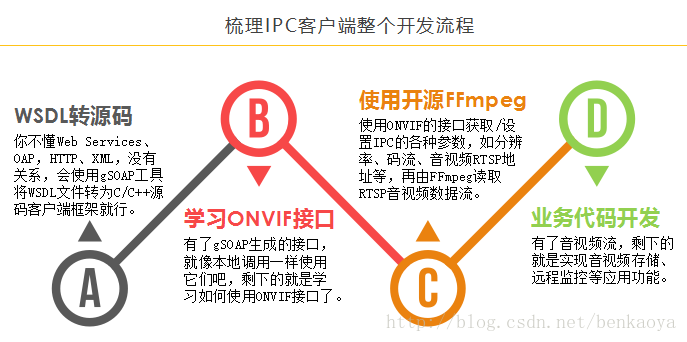 梳理IPC客户端整个开发流程
WSDL转源码
你不懂Web Services、
OAP，HTTP、XML，没有
关系，会使用gSOAP工具
将WSDL文件转为C/C++源
码客户端框架就行。
A
B
学习ONVIF接口
有了gSOAP生成的接口，
就像本地调用一样使用
它们吧，剩下的就是学
习如何使用ONVIF接口了。
使用开源FFmpeg
使用ONVIF的接口获取/设
置IPC的各种参数，如分辨
率、码流、音视频RTSP地
址等，再由FFmpeg读取
RTSP音视频数据流。
C
D
业务代码开发
有了音视频流，剩下的
就是实现音视频存储、
远程监控等应用功能。
http://blog.csdn.net/benkaoya